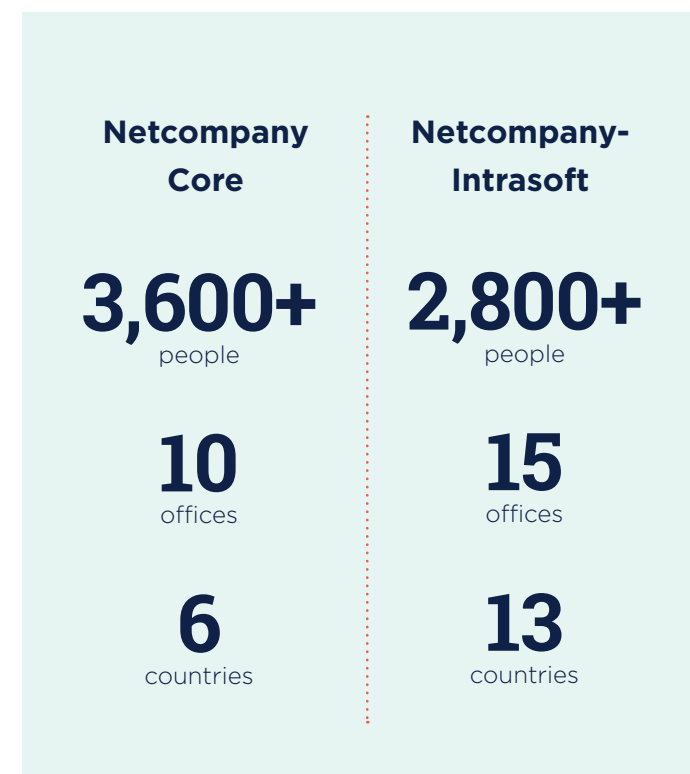 Netcompany
Core
3,600+
people
10
offices
6
countries
Netcompany-
Intrasoft
2,800+
people
15
offices
13
countries